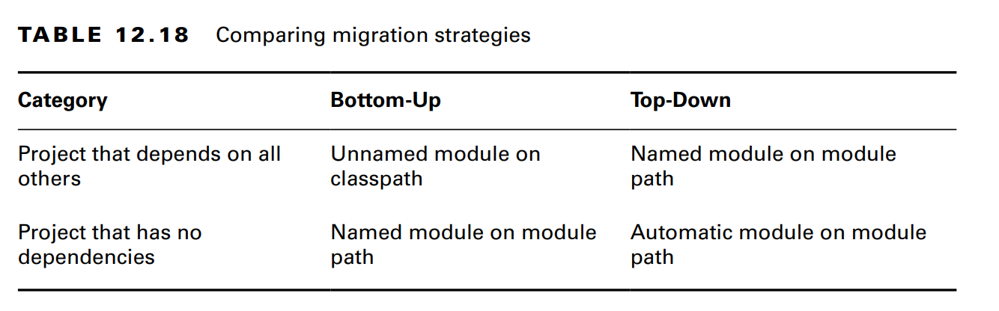 TABLE 12.18 Comparing migration strategies
Category Bottom-Up Top-Down
Project that depends on all Unnamed module on Named module on module
others classpath path
Project that has no Named module on module Automatic module on module
dependencies path path